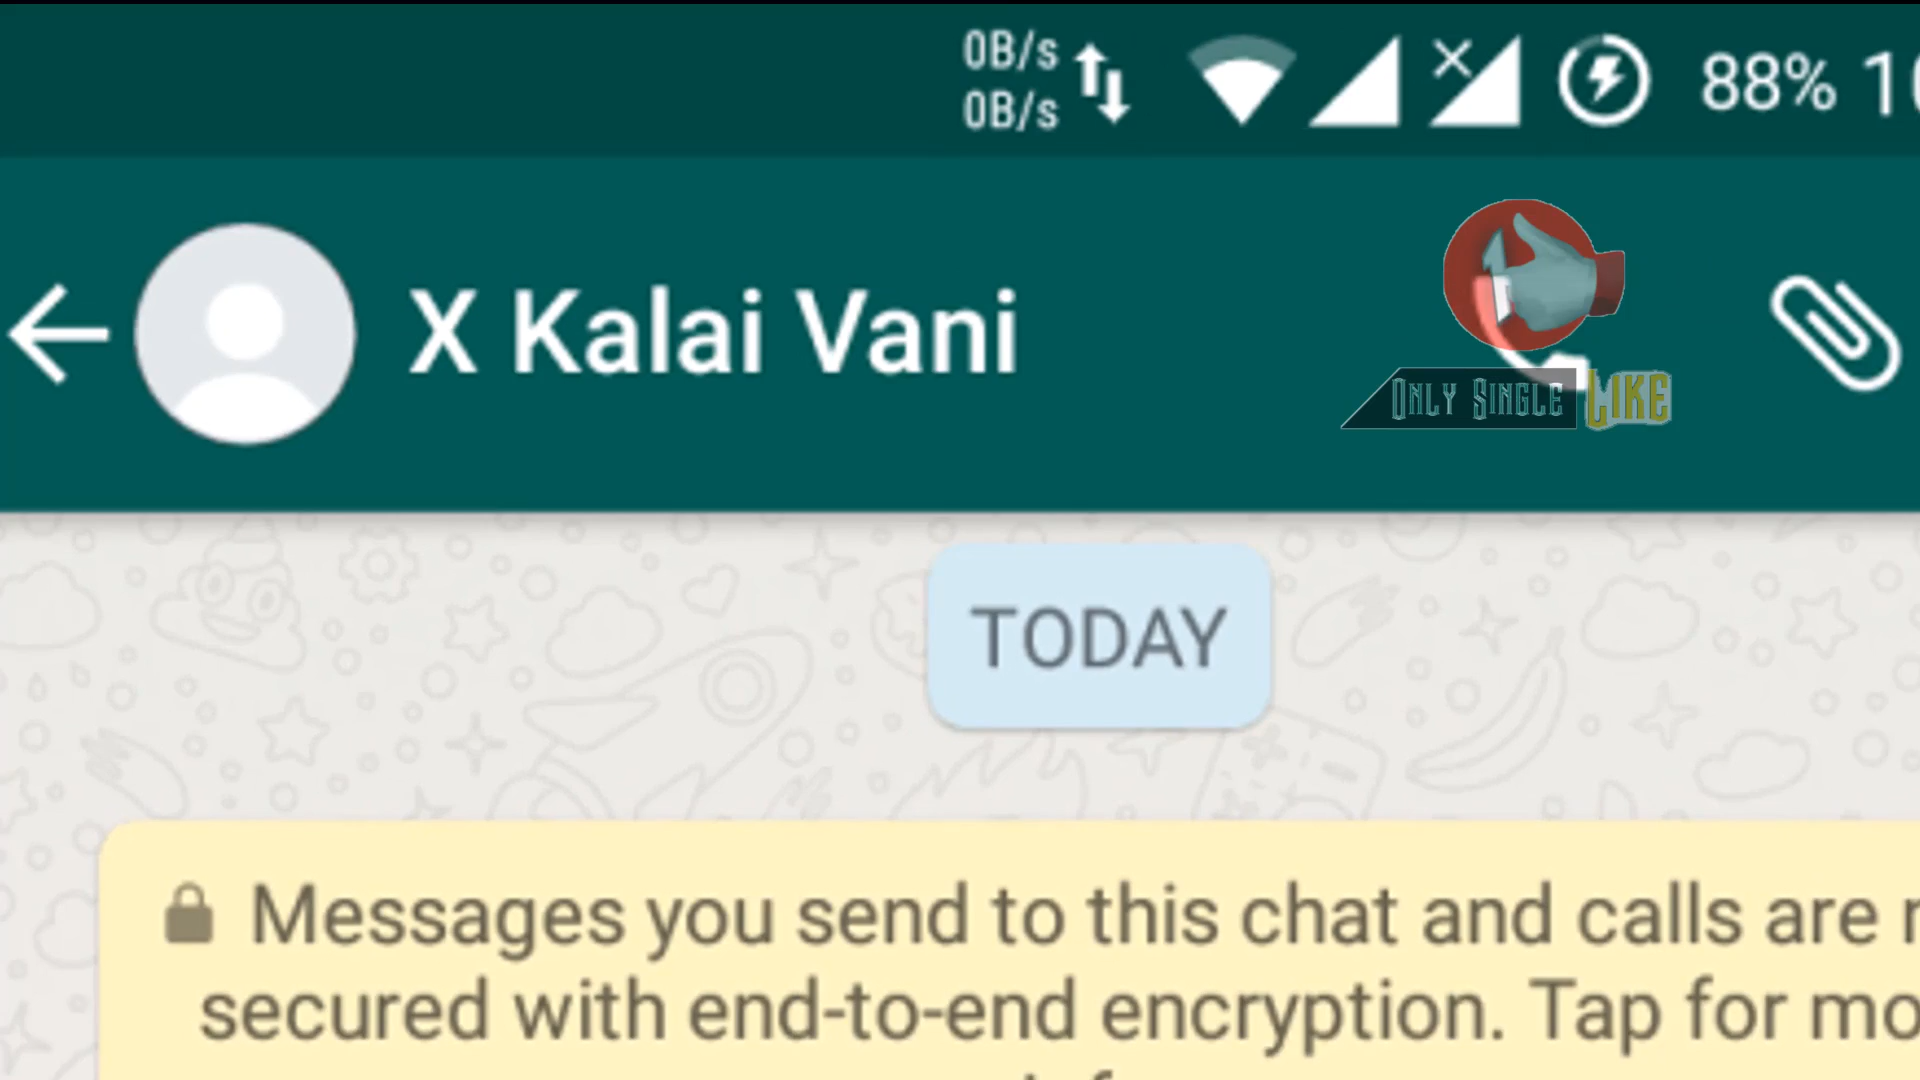 0B/s
0B/s
88%
X Kalai Vani
ONLY SINGLE LIKE
TODAY
Messages you send to this chat and calls are
secured with end-to-end encryption. Tap for